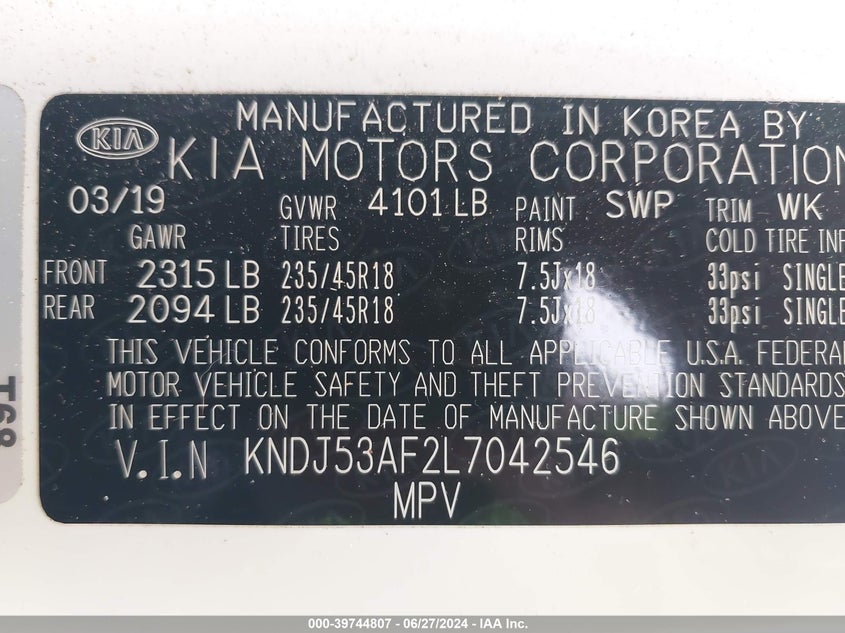 KIA
MANUFACTURED IN KOREA BY
KIA MOTORS CORPORATION
03/19 GVWR 4101 LB PAINT SWP TRIM WK
GAWR TIRES RIMS COLD TIRE INF
FRONT 2315 LB 235/45R18 7.5Jx18 33psi SINGLE
REAR 2094 LB 235/45R18 7.5Jx18 33psi SINGLE
THIS VEHICLE CONFORMS TO ALL APPLICABLE U.S.A. FEDERAL
MOTOR VEHICLE SAFETY AND THEFT PREVENTION STANDARDS
IN EFFECT ON THE DATE OF MANUFACTURE SHOWN ABOVE
V.I.N KNDJ53AF2L7042546
MPV
T68
000-39744807 - 06/27/2024 - IAA Inc.